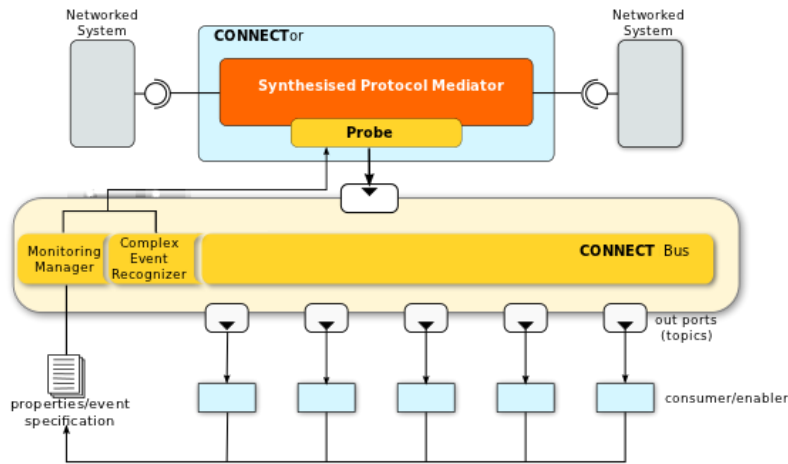 Networked
System
Networked
System
CONNECTor
Synthesised Protocol Mediator
Probe
Monitoring
Manager
Complex
Event
Recognizer
CONNECT Bus
out ports
(topics)
properties/event
specification
consumer/enabler